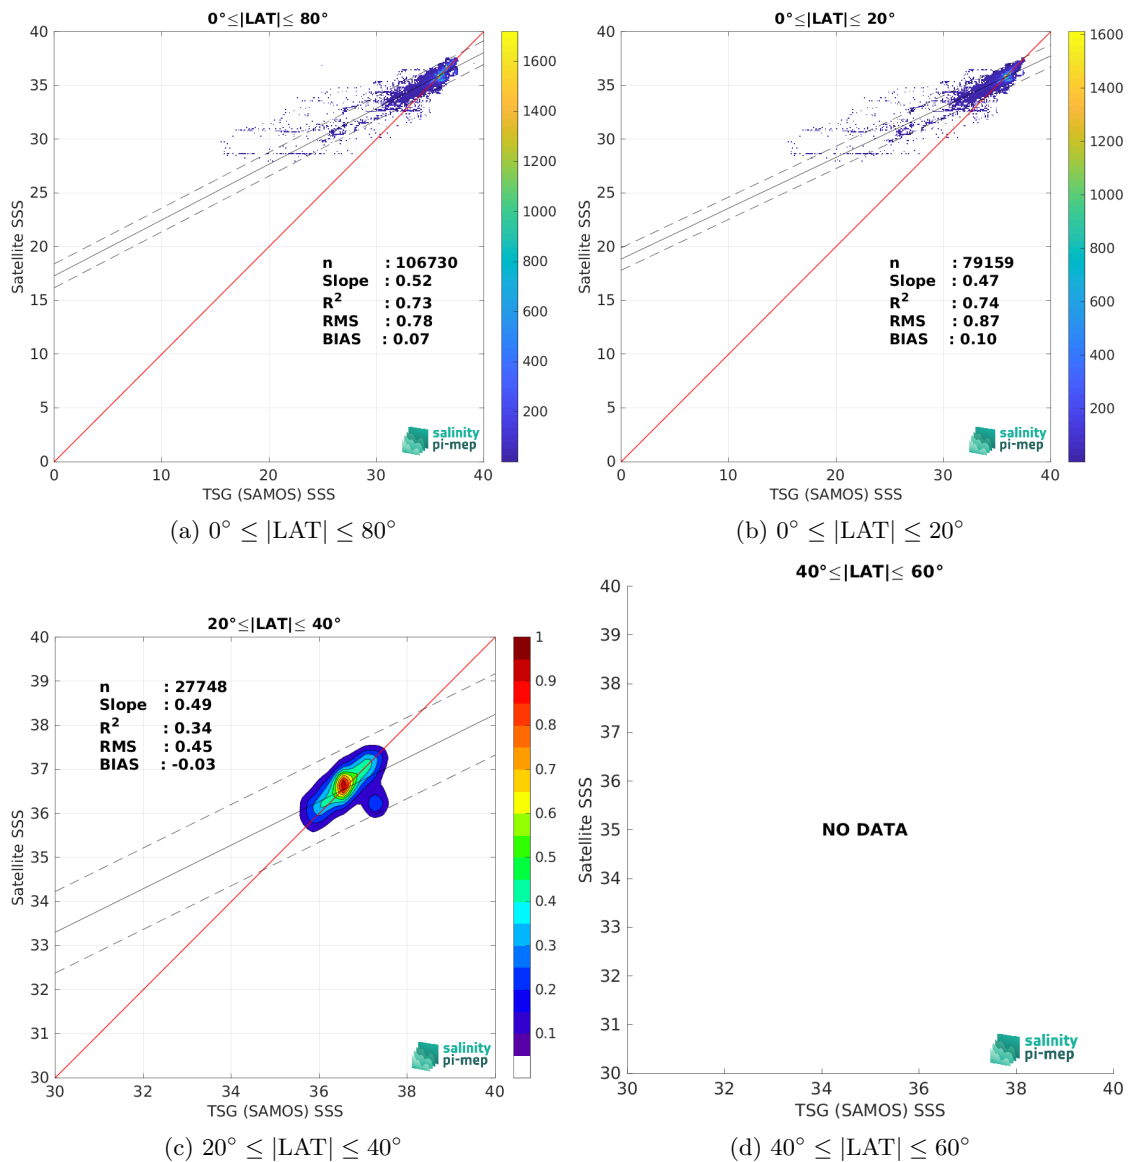 0°≤|LAT|≤ 80°
40
35
30
25
20
15
10
5
0
Satellite SSS
n : 106730
Slope : 0.52
R² : 0.73
RMS : 0.78
BIAS : 0.07
salinity
pi-mep
0 10 20 30 40
TSG (SAMOS) SSS
1600
1400
1200
1000
800
600
400
200
(a) 0° ≤ |LAT| ≤ 80°
0°≤|LAT|≤ 20°
40
35
30
25
20
15
10
5
0
Satellite SSS
n : 79159
Slope : 0.47
R² : 0.74
RMS : 0.87
BIAS : 0.10
salinity
pi-mep
0 10 20 30 40
TSG (SAMOS) SSS
1600
1400
1200
1000
800
600
400
200
(b) 0° ≤ |LAT| ≤ 20°
20°≤|LAT|≤ 40°
40
39
38
37
36
35
34
33
32
31
30
Satellite SSS
n : 27748
Slope : 0.49
R² : 0.34
RMS : 0.45
BIAS : -0.03
salinity
pi-mep
30 32 34 36 38 40
TSG (SAMOS) SSS
1
0.9
0.8
0.7
0.6
0.5
0.4
0.3
0.2
0.1
(c) 20° ≤ |LAT| ≤ 40°
40°≤|LAT|≤ 60°
40
39
38
37
36
35
34
33
32
31
30
Satellite SSS
NO DATA
salinity
pi-mep
30 32 34 36 38 40
TSG (SAMOS) SSS
(d) 40° ≤ |LAT| ≤ 60°